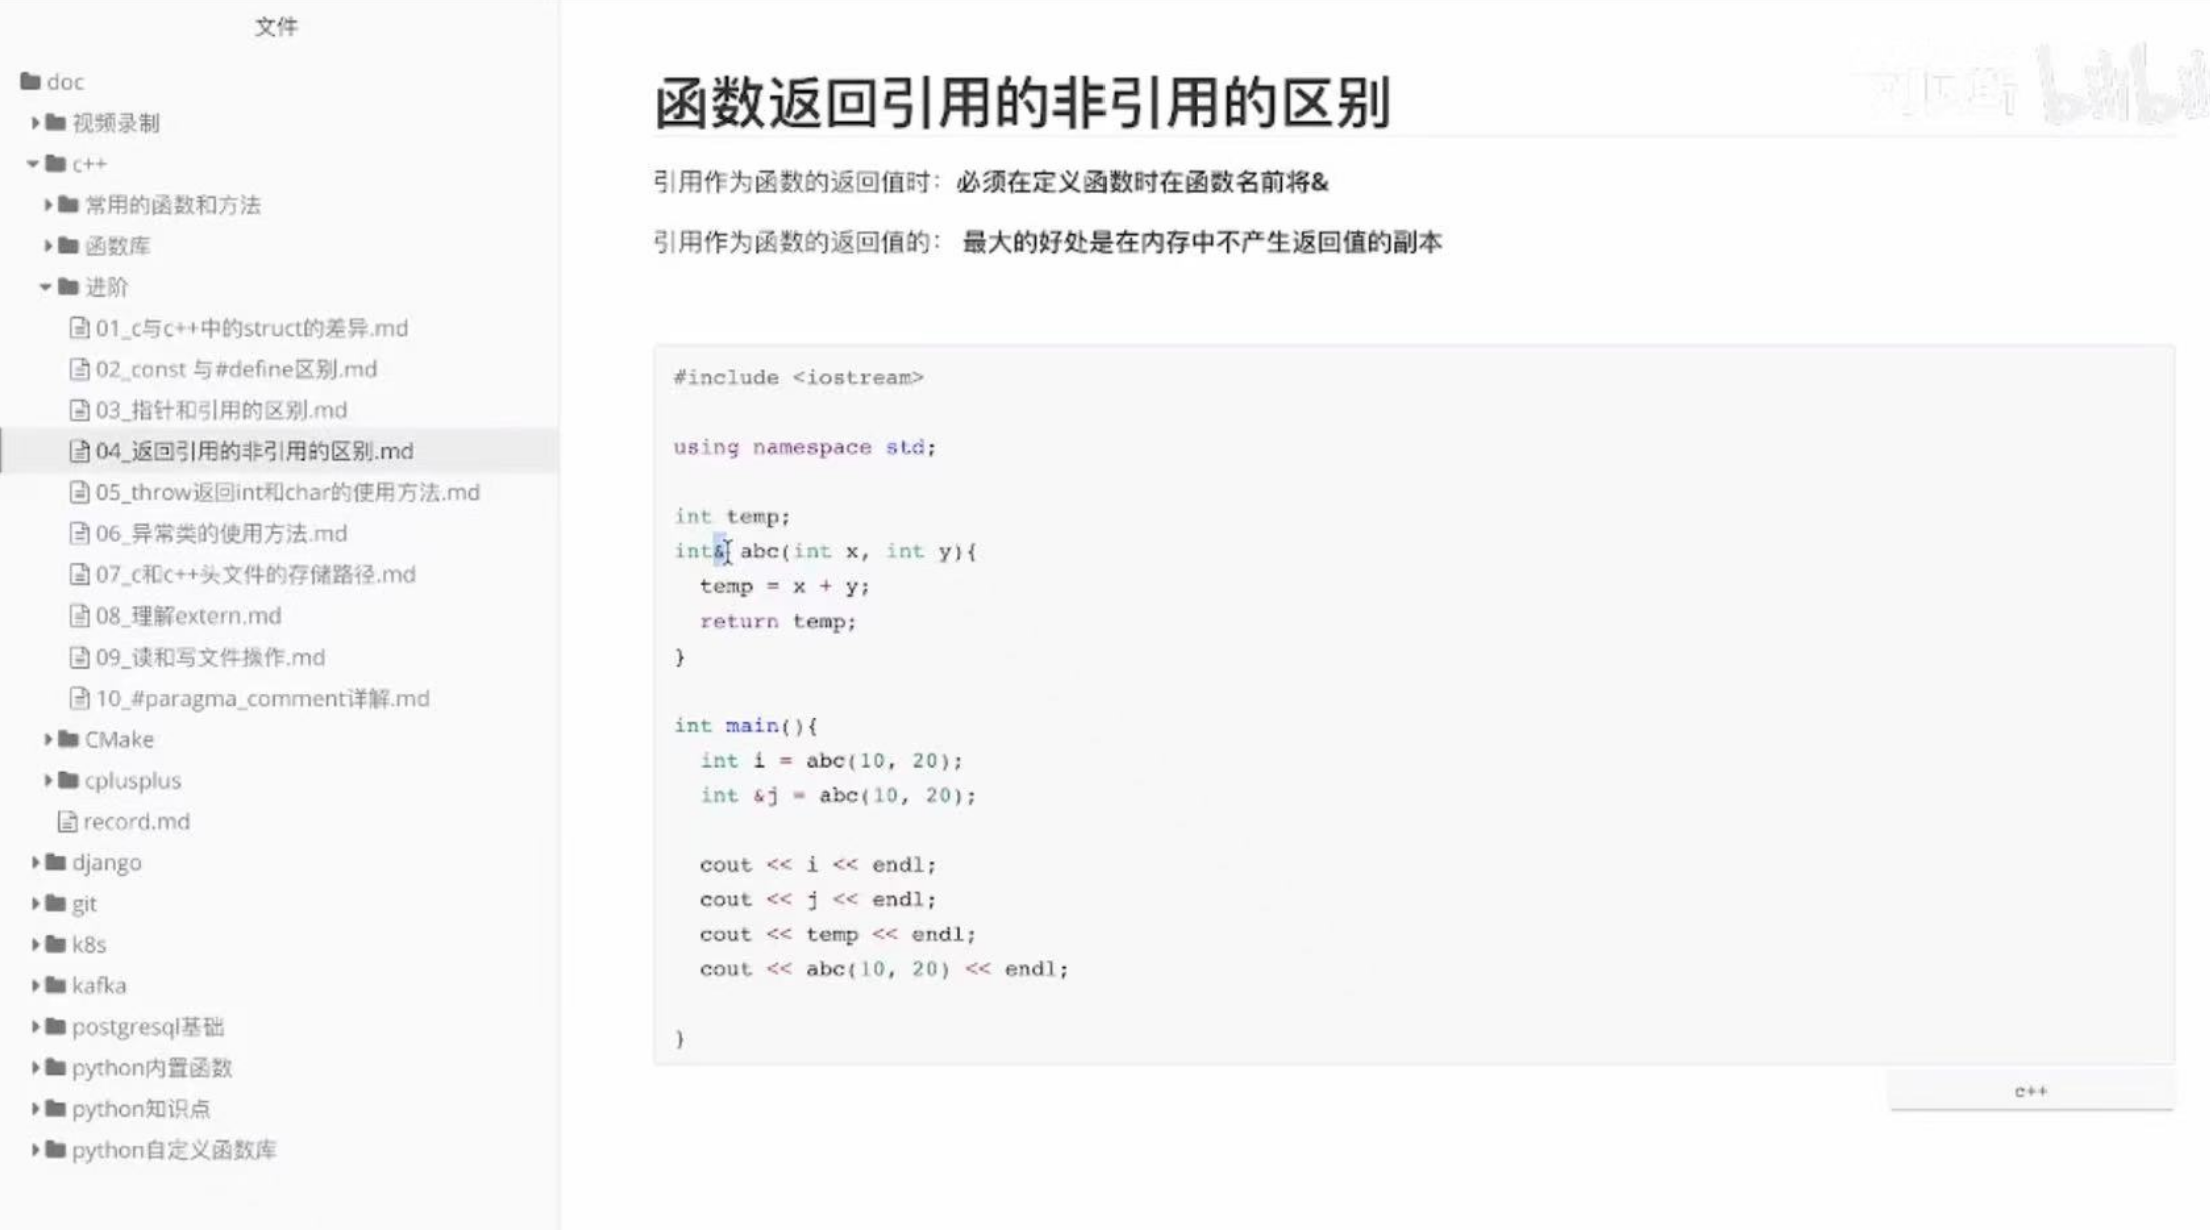 文件
doc
视频录制
c++
常用的函数和方法
函数库
进阶
01_c与c++中的struct的差异.md
02_const 与#define区别.md
03_指针和引用的区别.md
04_返回引用的非引用的区别.md
05_throw返回int和char的使用方法.md
06_异常类的使用方法.md
07_c和c++头文件的存储路径.md
08_理解extern.md
09_读和写文件操作.md
10_#paragma_comment详解.md
CMake
cplusplus
record.md
django
git
k8s
kafka
postgresql基础
python内置函数
python知识点
python自定义函数库
函数返回引用的非引用的区别
引用作为函数的返回值时：必须在定义函数时在函数名前将&
引用作为函数的返回值的： 最大的好处是在内存中不产生返回值的副本
#include <iostream>
using namespace std;
int temp;
int& abc(int x, int y){
temp = x + y;
return temp;
}
int main(){
int i = abc(10, 20);
int &j = abc(10, 20);
cout << i << endl;
cout << j << endl;
cout << temp << endl;
cout << abc(10, 20) << endl;
}
c++